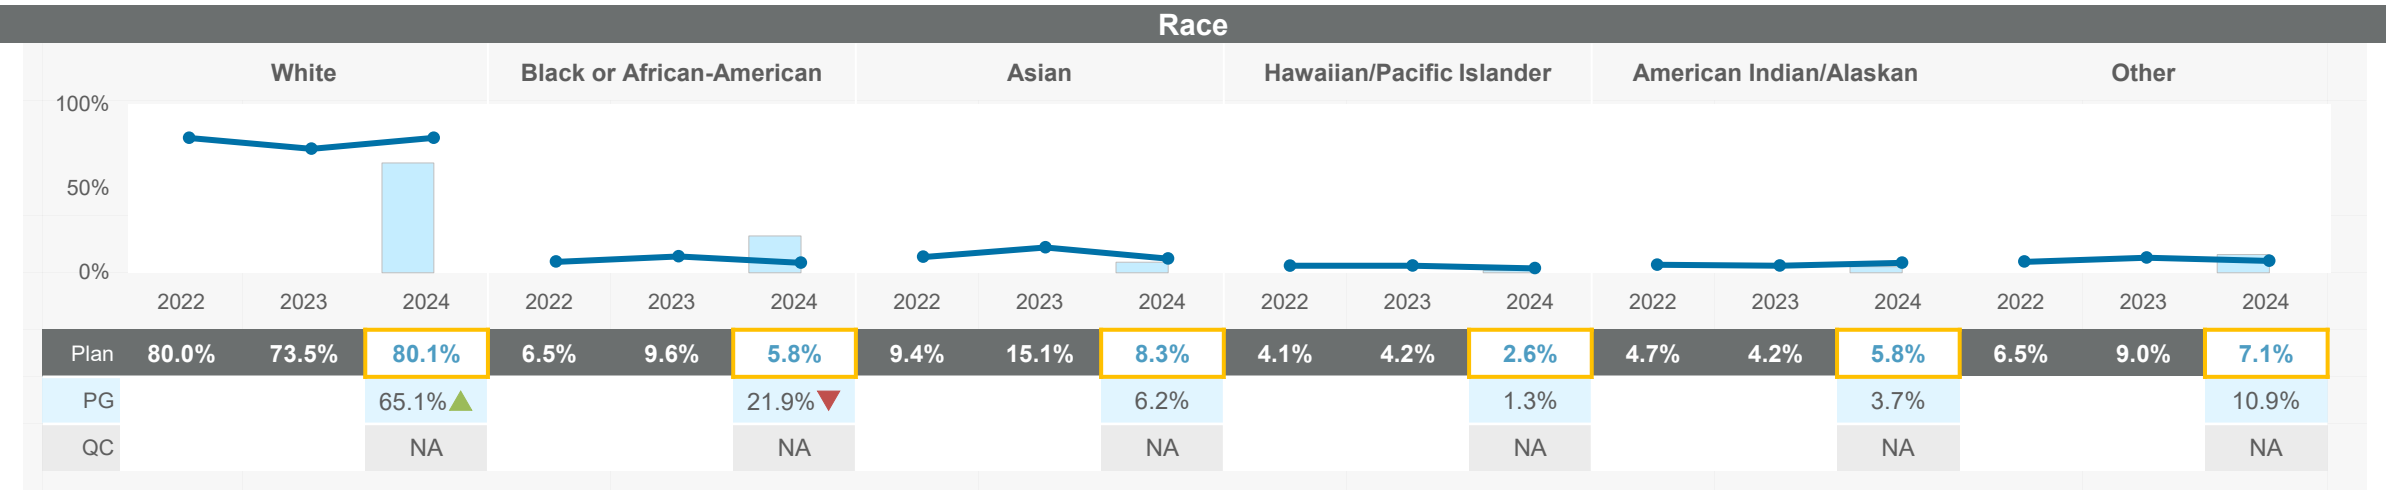 Race
White Black or African-American Asian Hawaiian/Pacific Islander American Indian/Alaskan Other
100%
50%
0%
2022 2023 2024 2022 2023 2024 2022 2023 2024 2022 2023 2024 2022 2023 2024 2022 2023 2024
Plan 80.0% 73.5% 80.1% 6.5% 9.6% 5.8% 9.4% 15.1% 8.3% 4.1% 4.2% 2.6% 4.7% 4.2% 5.8% 6.5% 9.0% 7.1%
PG 65.1% 21.9% 6.2% 1.3% 3.7% 10.9%
QC NA NA NA NA NA NA